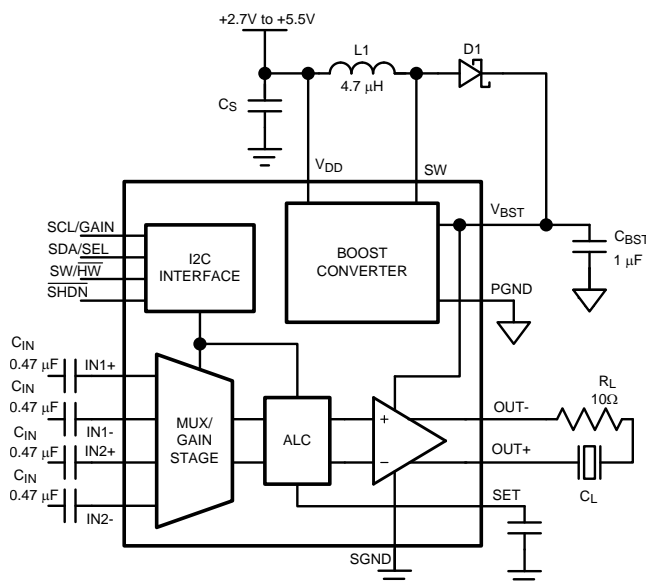 +2.7V to +5.5V
L1
4.7 μH
D1
CS
VDD
SW
VBST
SCL/GAIN
SDA/SEL
SW/HW
SHDN
I2C
INTERFACE
BOOST
CONVERTER
CBST
1 μF
PGND
CIN
0.47 μF
IN1+
CIN
0.47 μF
IN1-
CIN
0.47 μF
IN2+
CIN
0.47 μF
IN2-
MUX/
GAIN
STAGE
ALC
+
−
OUT-
OUT+
RL
10Ω
CL
SET
SGND